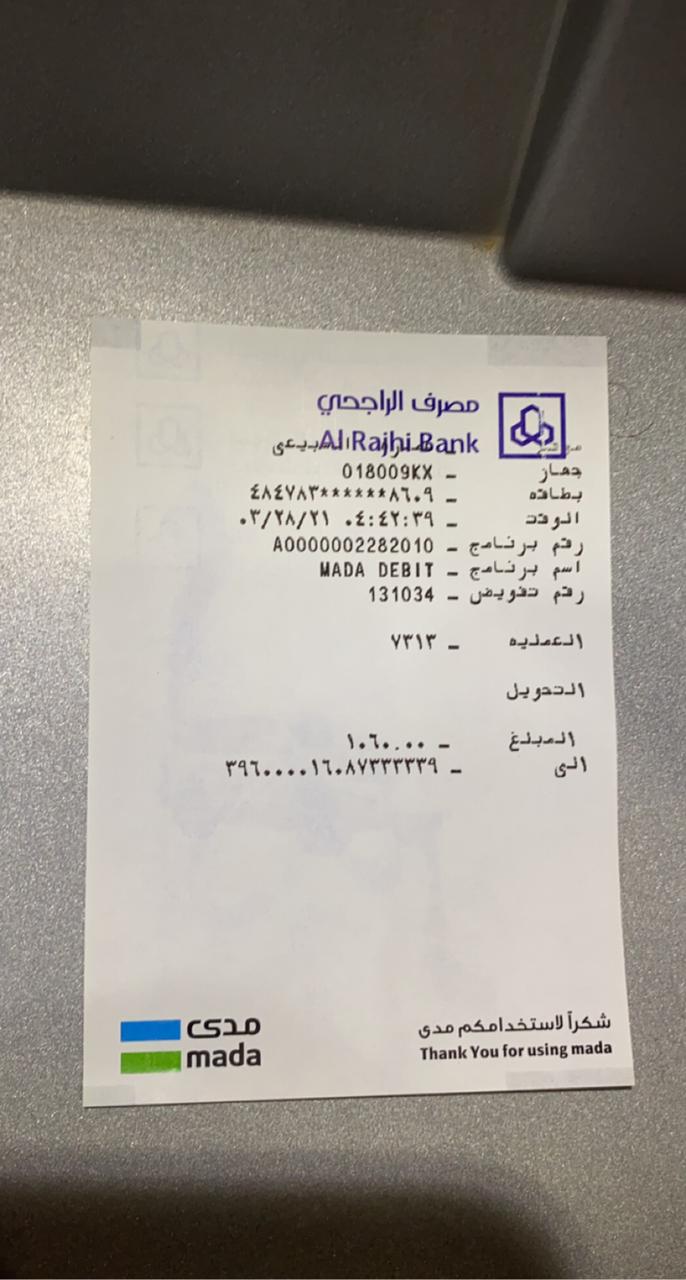 مصرف الراجحي
Al Rajhi Bank
جهاز - 018009KX
بطاقه - ٤٨٤٧٨٣******٨٦٠٩
الوقت - ٠٣/٢٨/٢١ ٠٤:٤٢:٣٩
رقم برنامج - A0000002282010
اسم برنامج - MADA DEBIT
رقم تفويض - 131034
العمليه - ٧٣١٣
التحويل
المبلغ - ١٠٦٠.٠٠
الى - ٣٩٦٠٠٠٠١٦٠٨٧٣٣٣٣٣٩
مدى
mada
شكراً لاستخدامكم مدى
Thank You for using mada